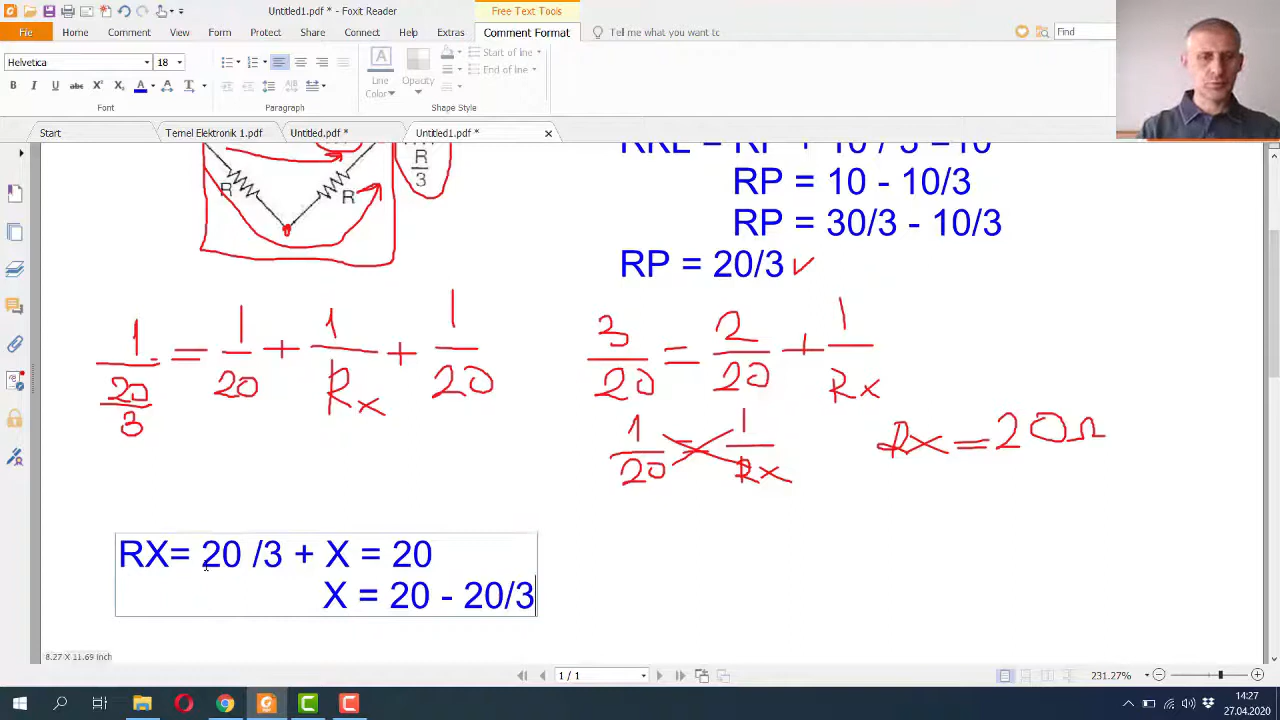 Untitled1.pdf * - Foxit Reader
Free Text Tools
File Home Comment View Form Protect Share Connect Help Extras Comment Format Tell me what you want to Find
Helvetica 18
Line Color
Opacity
Start of line
End of line
Font Paragraph Shape Style
Start Temel Elektronik 1.pdf Untitled.pdf * Untitled1.pdf *
R R
R/3
RP = 10 - 10/3
RP = 30/3 - 10/3
RP = 20/3 ✓
1/(20/3) = 1/20 + 1/Rx + 1/20
3/20 = 2/20 + 1/Rx
1/20 = 1/Rx
Rx = 20Ω
RX= 20 /3 + X = 20
X = 20 - 20/3
8.27 X 11.69 inch
1 / 1
231.27%
14:27
27.04.2020